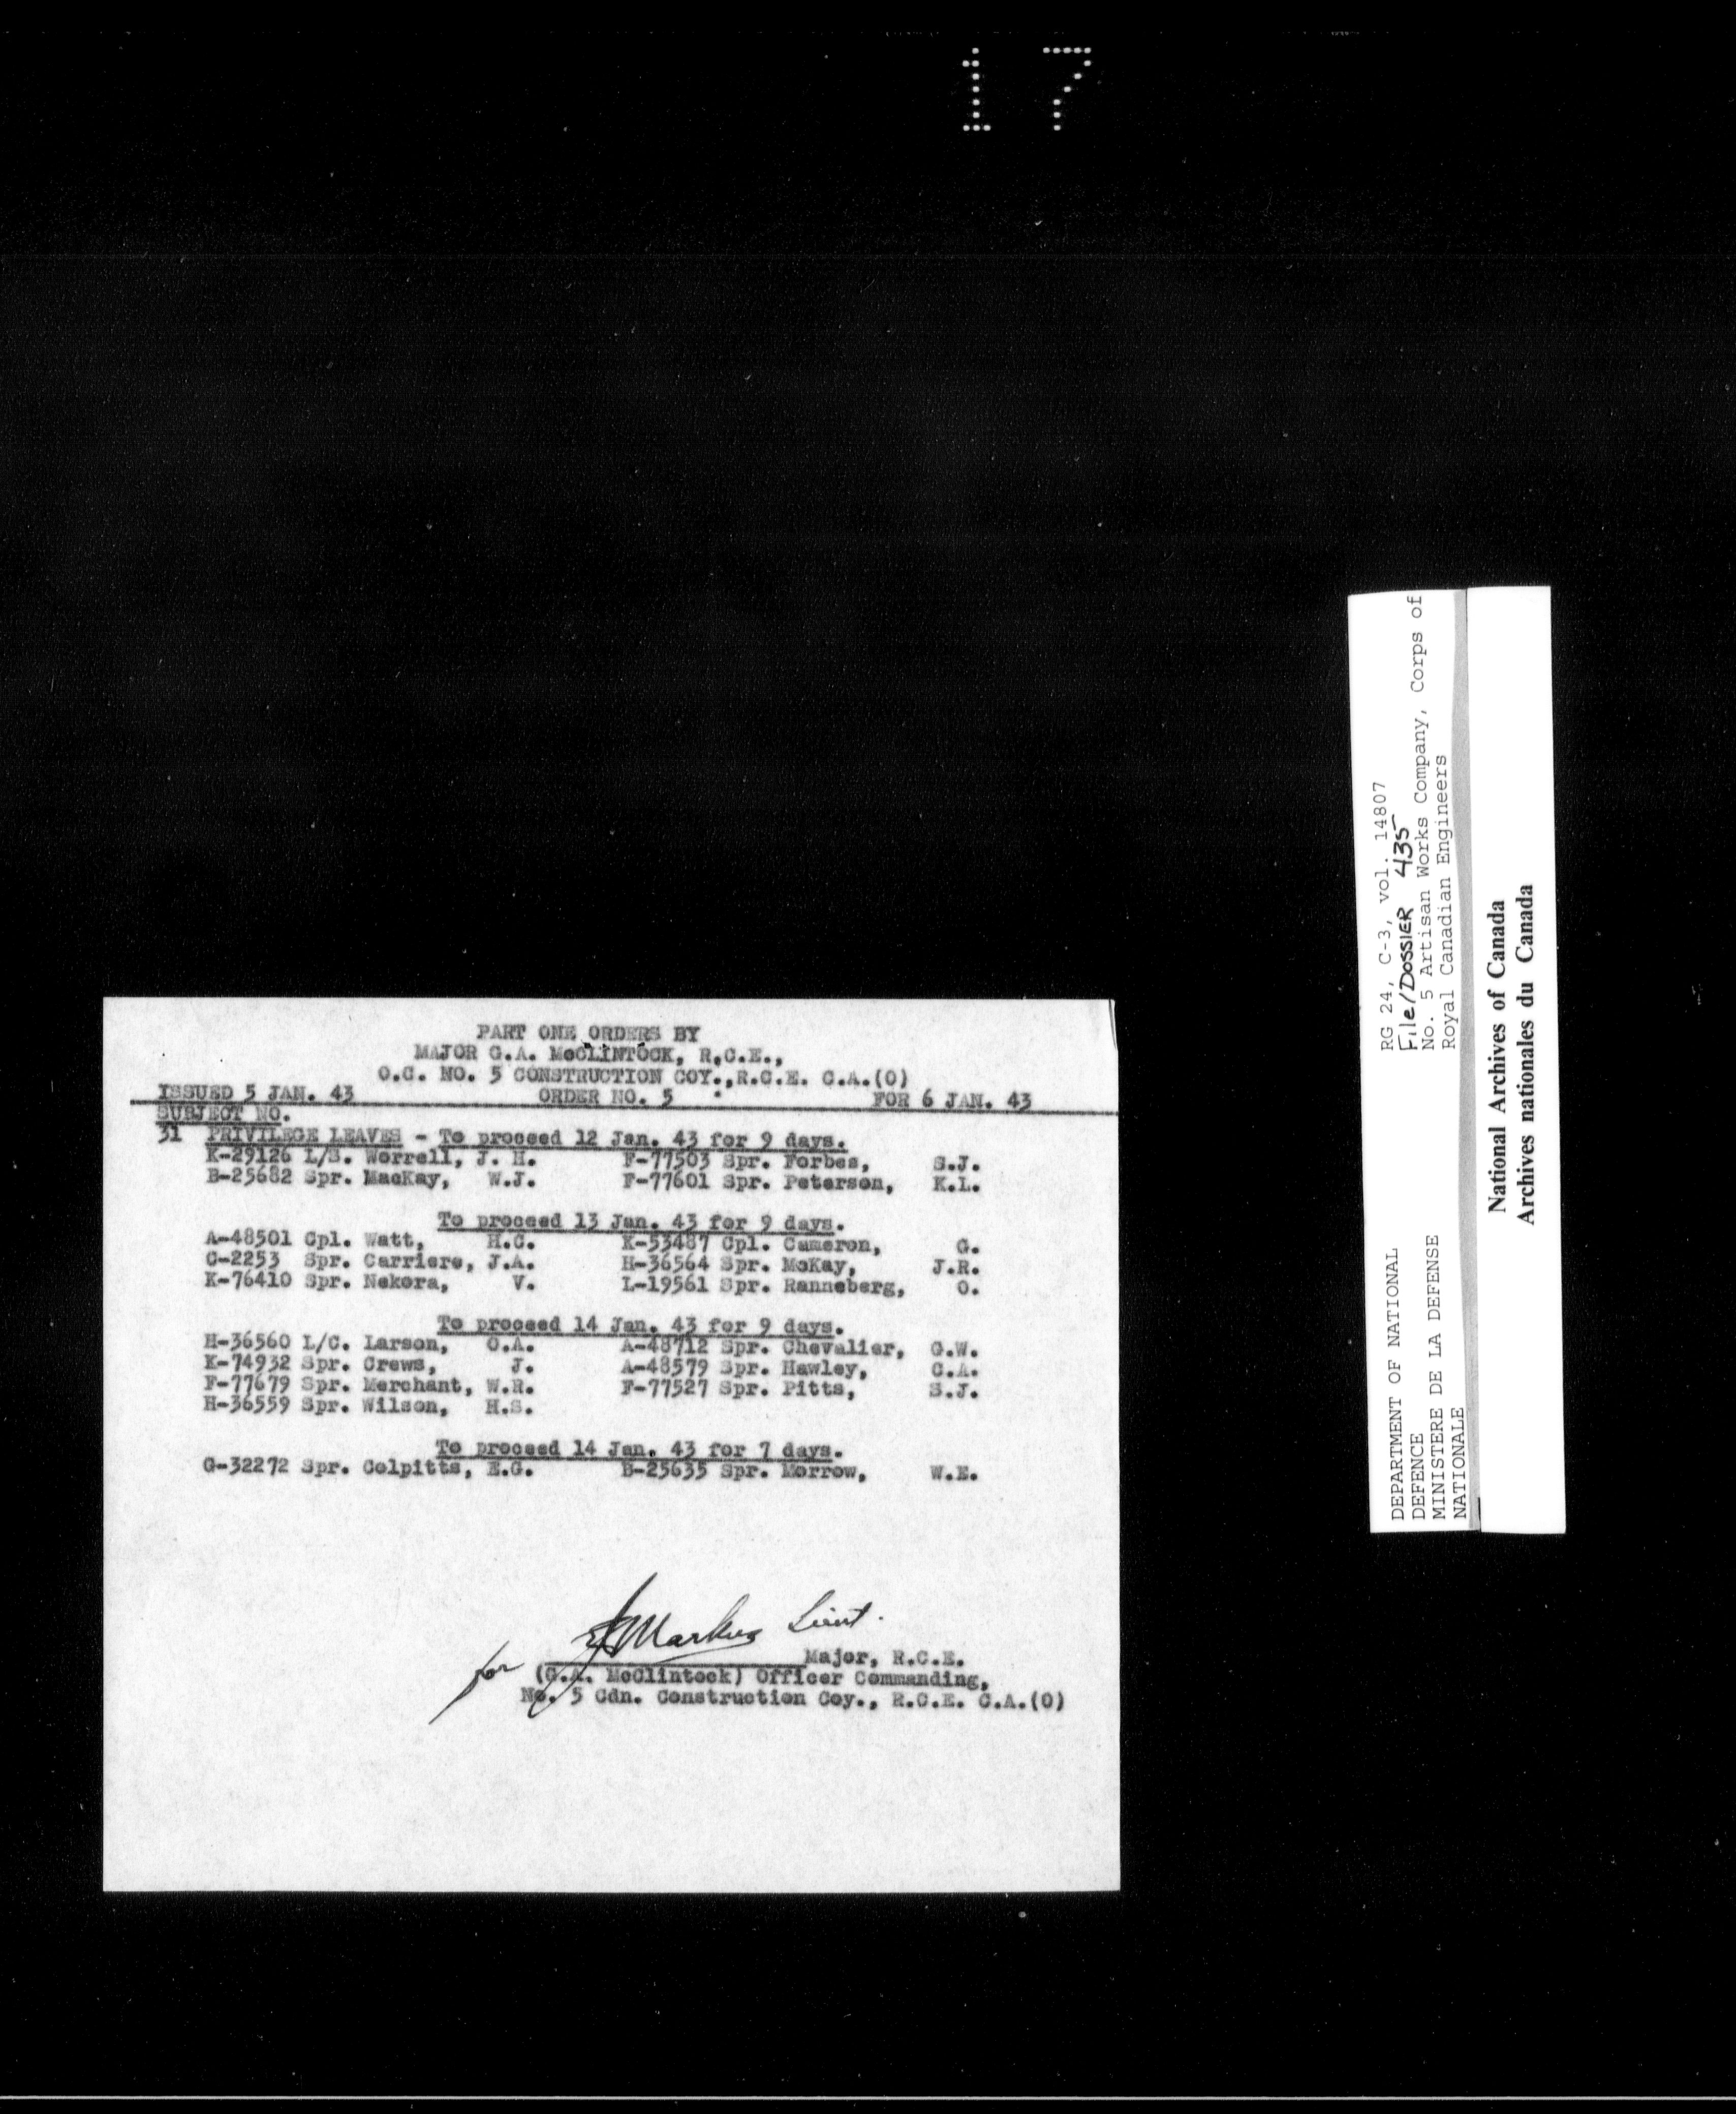 17
PART ONE ORDERS BY
MAJOR G.A. McCLINTOCK, R.C.E.,
O.C. NO. 5 CONSTRUCTION COY.,R.C.E. C.A.(O)
ISSUED 5 JAN. 43 ORDER NO. 5 FOR 6 JAN. 43
SUBJECT NO.
31 PRIVILEGE LEAVES - To proceed 12 Jan. 43 for 9 days.
K-29126 L/S. Worrell, J. H. F-77503 Spr. Forbes, S.J.
B-25682 Spr. MacKay, W.J. F-77601 Spr. Peterson, K.L.
To proceed 13 Jan. 43 for 9 days.
A-48501 Cpl. Watt, H.C. K-53487 Cpl. Cameron, G.
C-2253 Spr. Carriere, J.A. H-36564 Spr. McKay, J.R.
K-76410 Spr. Nekora, V. L-19561 Spr. Ranneberg, O.
To proceed 14 Jan. 43 for 9 days.
H-36560 L/C. Larson, O.A. A-48712 Spr. Chevalier, G.W.
K-74932 Spr. Crews, J. A-48579 Spr. Hawley, C.A.
F-77679 Spr. Merchant, W.R. F-77527 Spr. Pitts, S.J.
H-36559 Spr. Wilson, H.S.
To proceed 14 Jan. 43 for 7 days.
G-32272 Spr. Colpitts, E.G. B-25635 Spr. Morrow, W.E.
Markus Lieut.
for Major, R.C.E.
(G.A. McClintock) Officer Commanding,
No. 5 Cdn. Construction Coy., R.C.E. C.A.(O)
DEPARTMENT OF NATIONAL
DEFENCE
MINISTERE DE LA DEFENSE
NATIONALE
RG 24, C-3, vol. 14807
File/DOSSIER 435
No. 5 Artisan Works Company, Corps of
Royal Canadian Engineers
National Archives of Canada
Archives nationales du Canada